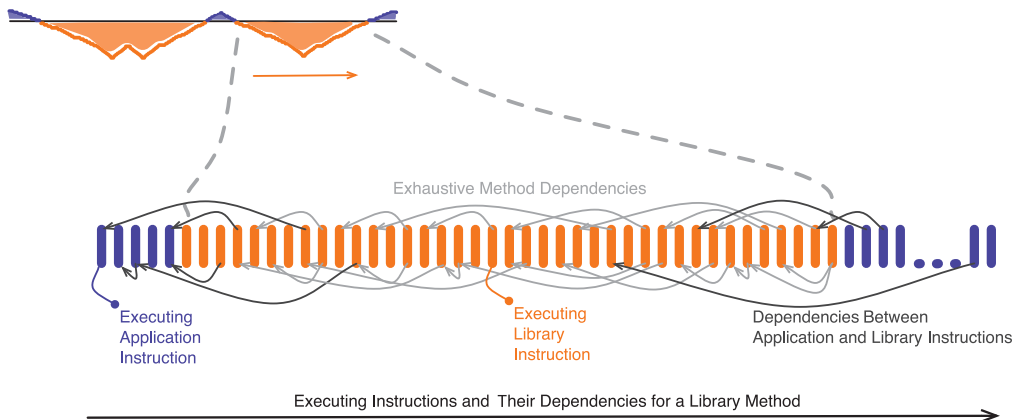 Exhaustive Method Dependencies
Executing
Application
Instruction
Executing
Library
Instruction
Dependencies Between
Application and Library Instructions
Executing Instructions and Their Dependencies for a Library Method